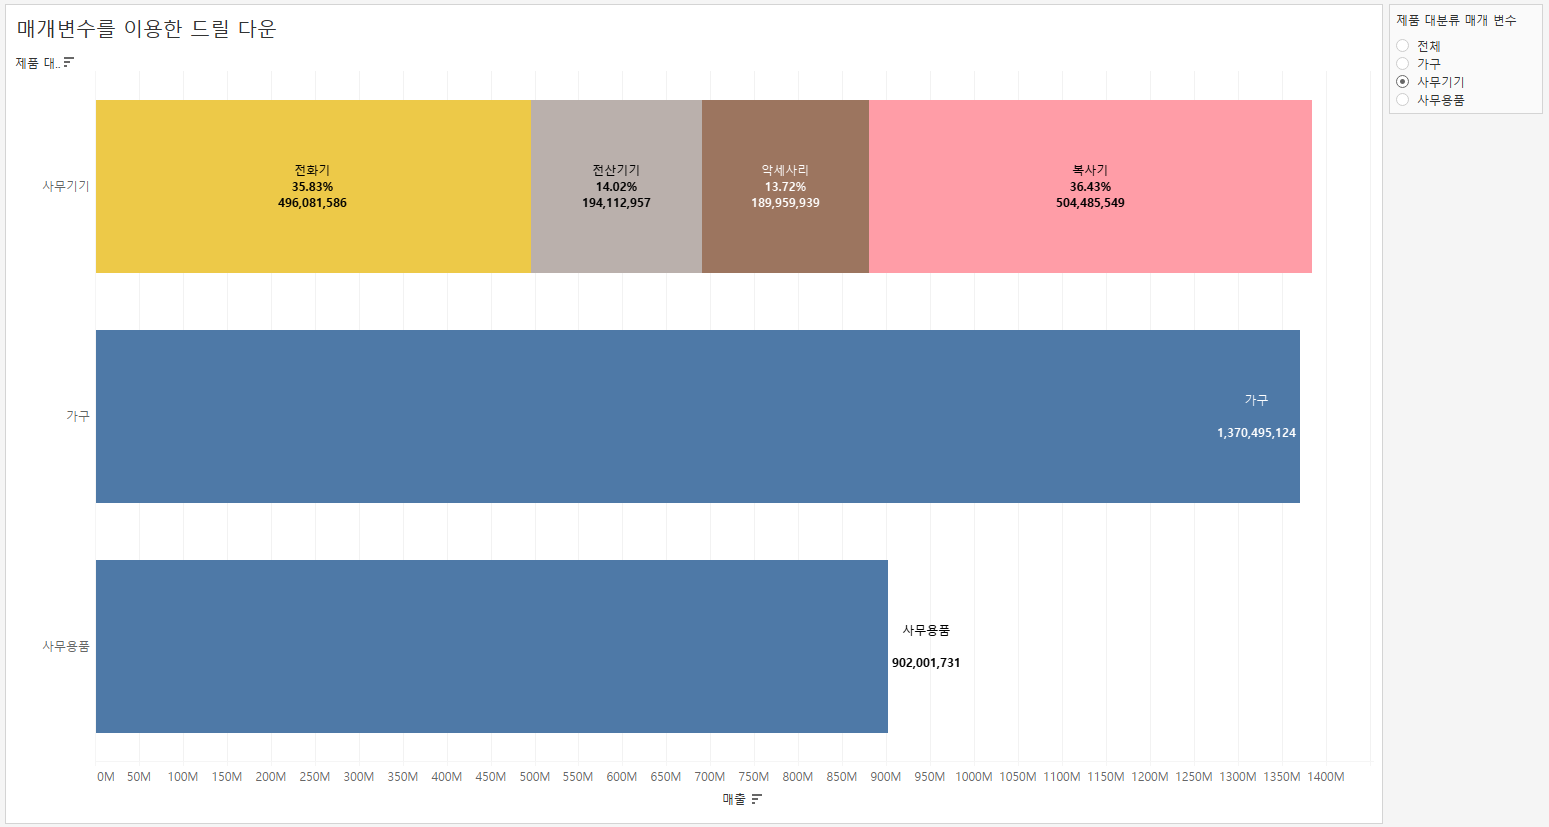 매개변수를 이용한 드릴 다운
제품 대..
사무기기
전화기
35.83%
496,081,586
전산기기
14.02%
194,112,957
악세사리
13.72%
189,959,939
복사기
36.43%
504,485,549
가구
가구
1,370,495,124
사무용품
사무용품
902,001,731
0M 50M 100M 150M 200M 250M 300M 350M 400M 450M 500M 550M 600M 650M 700M 750M 800M 850M 900M 950M 1000M 1050M 1100M 1150M 1200M 1250M 1300M 1350M 1400M
매출
제품 대분류 매개 변수
전체
가구
사무기기
사무용품